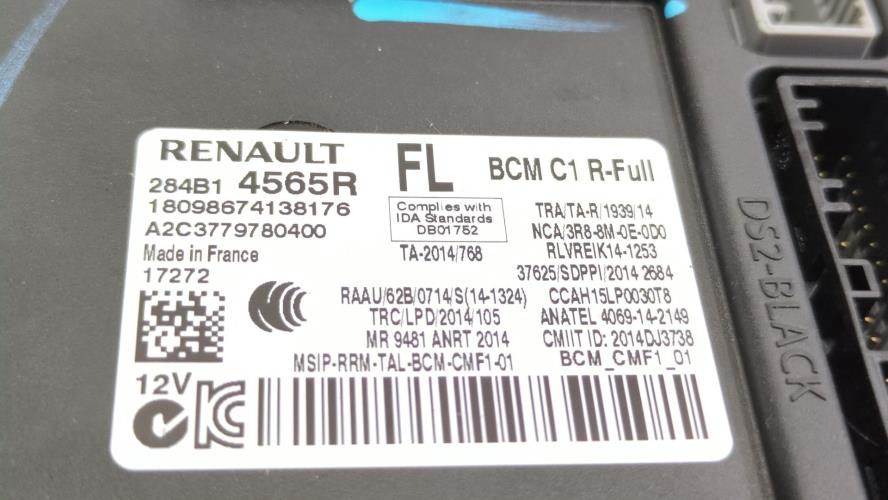 RENAULT FL BCM C1 R-Full
284B1 4565R
18098674138176
A2C3779780400
Made in France
17272
Complies with
IDA Standards
DB01752
TA-2014/768
TRA/TA-R/1939/14
NCA/3R8-8M-0E-0D0
RLVREIK14-1253
37625/SDPPI/2014 2684
RAAU/62B/0714/S(14-1324) CCAH15LP0030T8
TRC/LPD/2014/105 ANATEL 4069-14-2149
MR 9481 ANRT 2014 CMIIT ID: 2014DJ3738
MSIP-RRM-TAL-BCM-CMF1-01 BCM_CMF1_01
12V
DS2-BLACK